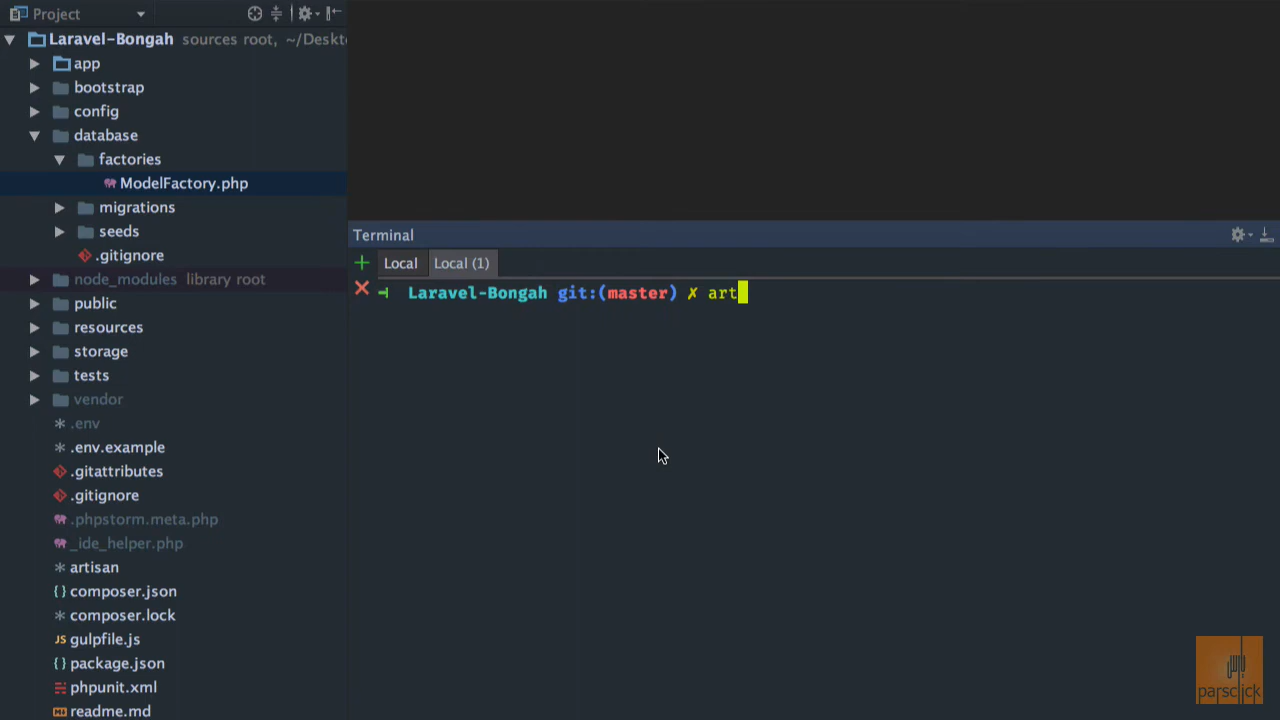 Project
Laravel-Bongah sources root, ~/Deskt
app
bootstrap
config
database
factories
ModelFactory.php
migrations
seeds
.gitignore
node_modules library root
public
resources
storage
tests
vendor
.env
.env.example
.gitattributes
.gitignore
.phpstorm.meta.php
_ide_helper.php
artisan
composer.json
composer.lock
JS gulpfile.js
package.json
phpunit.xml
readme.md
Terminal
Local Local (1)
Laravel-Bongah git:(master) ✗ art
parsclick